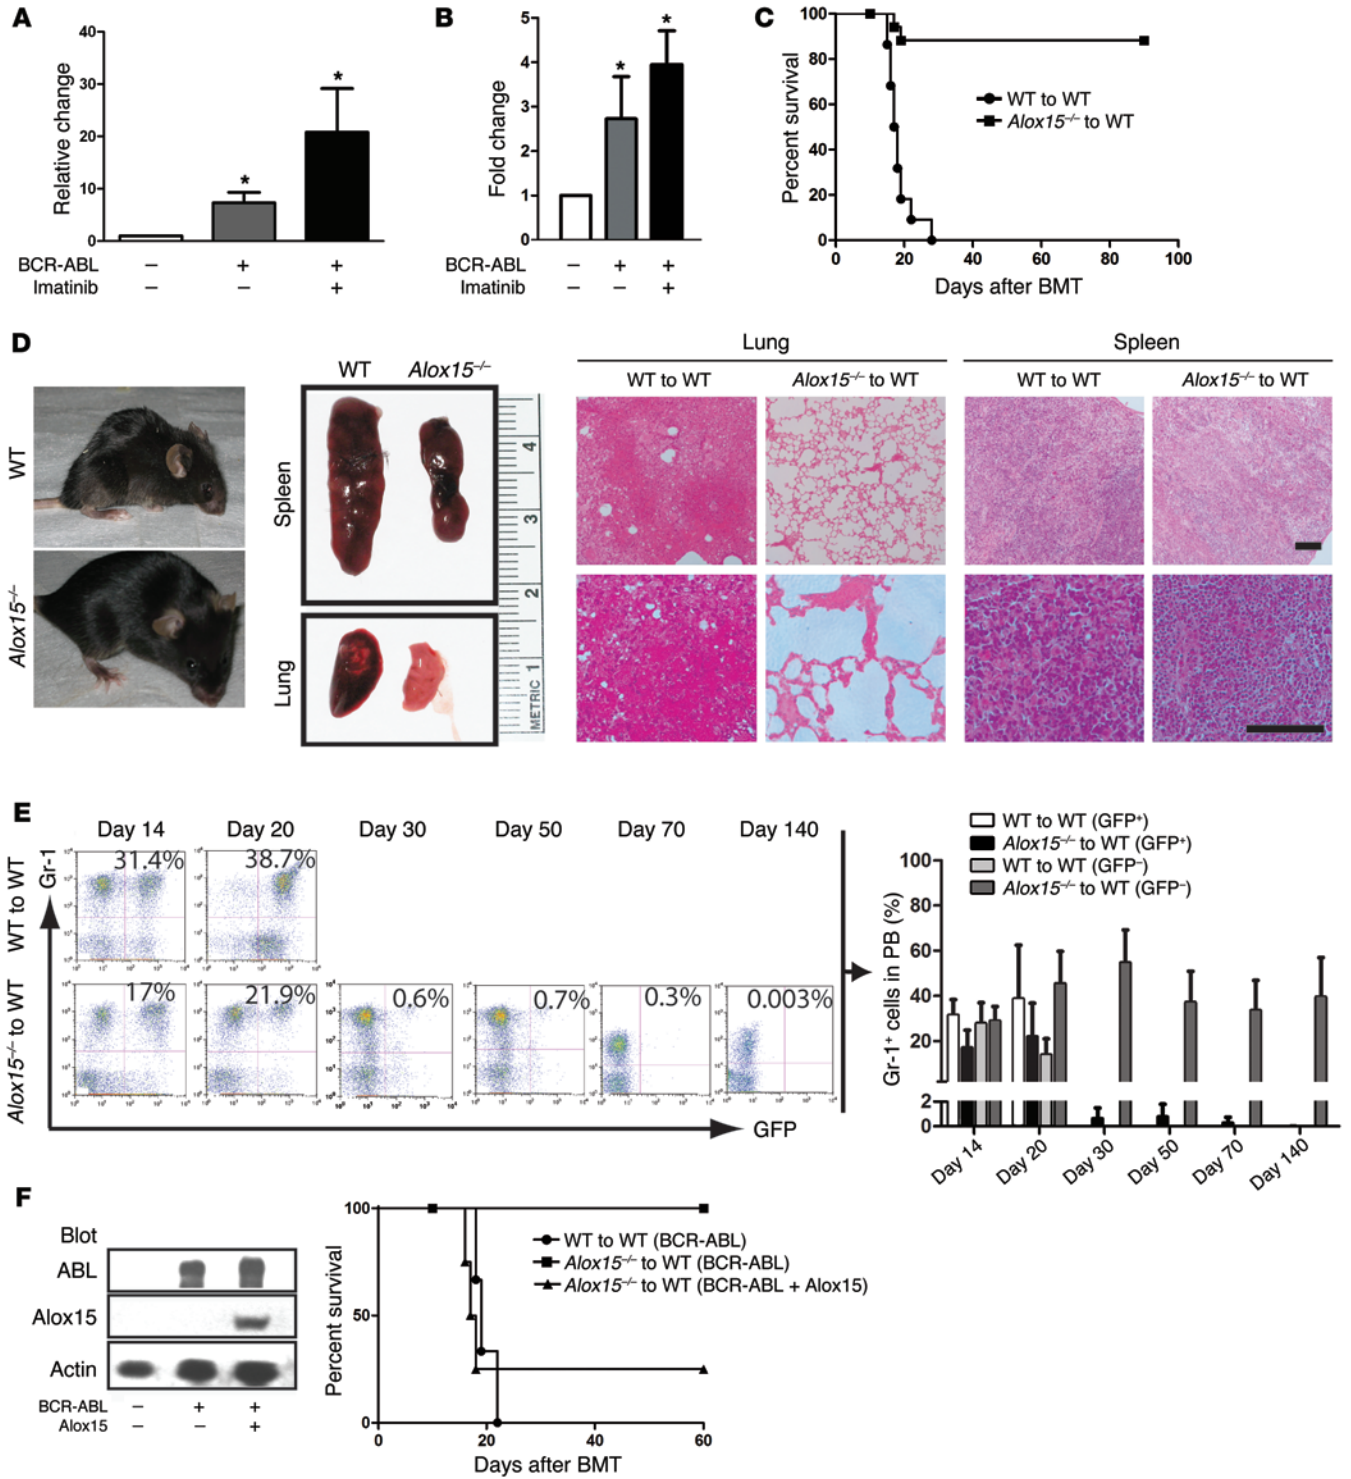 A
Relative change
40
30
20
10
0
BCR-ABL – + +
Imatinib – – +
B
Fold change
5
4
3
2
1
0
* *
BCR-ABL – + +
Imatinib – – +
C
Percent survival
100
80
60
40
20
0
WT to WT
Alox15–/– to WT
0 20 40 60 80 100
Days after BMT
D
WT
Alox15–/–
WT Alox15–/–
Spleen
Lung
4
3
2
1
METRIC
Lung
WT to WT Alox15–/– to WT
Spleen
WT to WT Alox15–/– to WT
E
Day 14 Day 20 Day 30 Day 50 Day 70 Day 140
WT to WT
Gr-1
31.4% 38.7%
Alox15–/– to WT
17% 21.9% 0.6% 0.7% 0.3% 0.003%
GFP
WT to WT (GFP+)
Alox15–/– to WT (GFP+)
WT to WT (GFP–)
Alox15–/– to WT (GFP–)
Gr-1+ cells in PB (%)
100
80
60
40
20
2
0
Day 14 Day 20 Day 30 Day 50 Day 70 Day 140
F
Blot
ABL
Alox15
Actin
BCR-ABL – + +
Alox15 – – +
Percent survival
100
50
0
WT to WT (BCR-ABL)
Alox15–/– to WT (BCR-ABL)
Alox15–/– to WT (BCR-ABL + Alox15)
0 20 40 60
Days after BMT